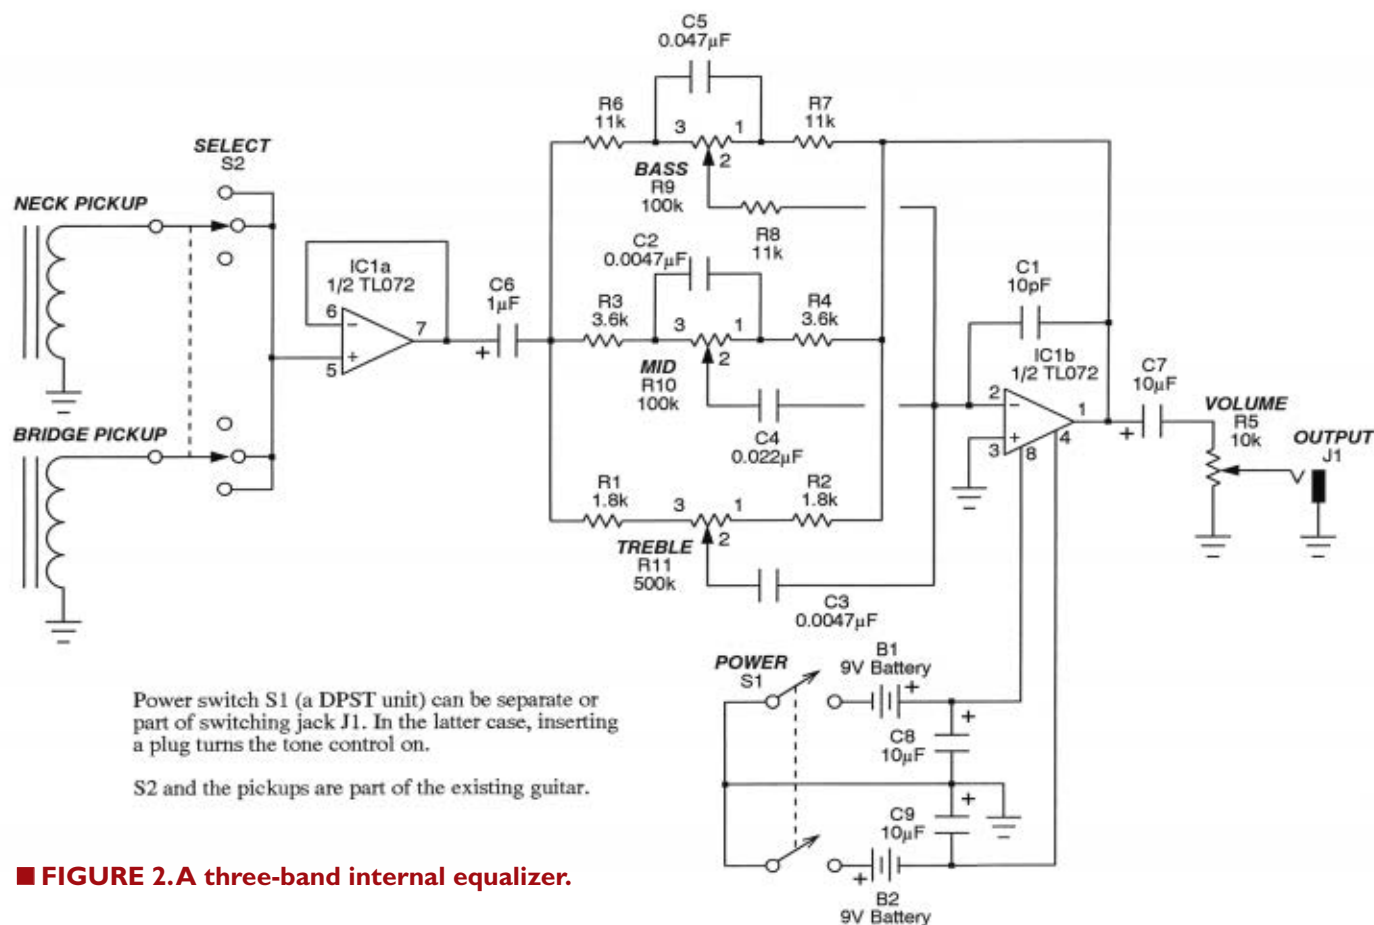 C5
0.047µF
R6
11k
R7
11k
3
1
2
BASS
R9
100k
R8
11k
SELECT
S2
NECK PICKUP
IC1a
1/2 TL072
6
−
7
+
5
C6
1µF
+
C2
0.0047µF
R3
3.6k
R4
3.6k
3
1
2
MID
R10
100k
C4
0.022µF
C1
10pF
IC1b
1/2 TL072
2
−
1
+
3
8
4
C7
10µF
+
VOLUME
R5
10k
OUTPUT
J1
BRIDGE PICKUP
R1
1.8k
R2
1.8k
3
1
2
TREBLE
R11
500k
C3
0.0047µF
POWER
S1
B1
9V Battery
+
+
C8
10µF
+
C9
10µF
+
B2
9V Battery
Power switch S1 (a DPST unit) can be separate or
part of switching jack J1. In the latter case, inserting
a plug turns the tone control on.
S2 and the pickups are part of the existing guitar.
■ FIGURE 2. A three-band internal equalizer.